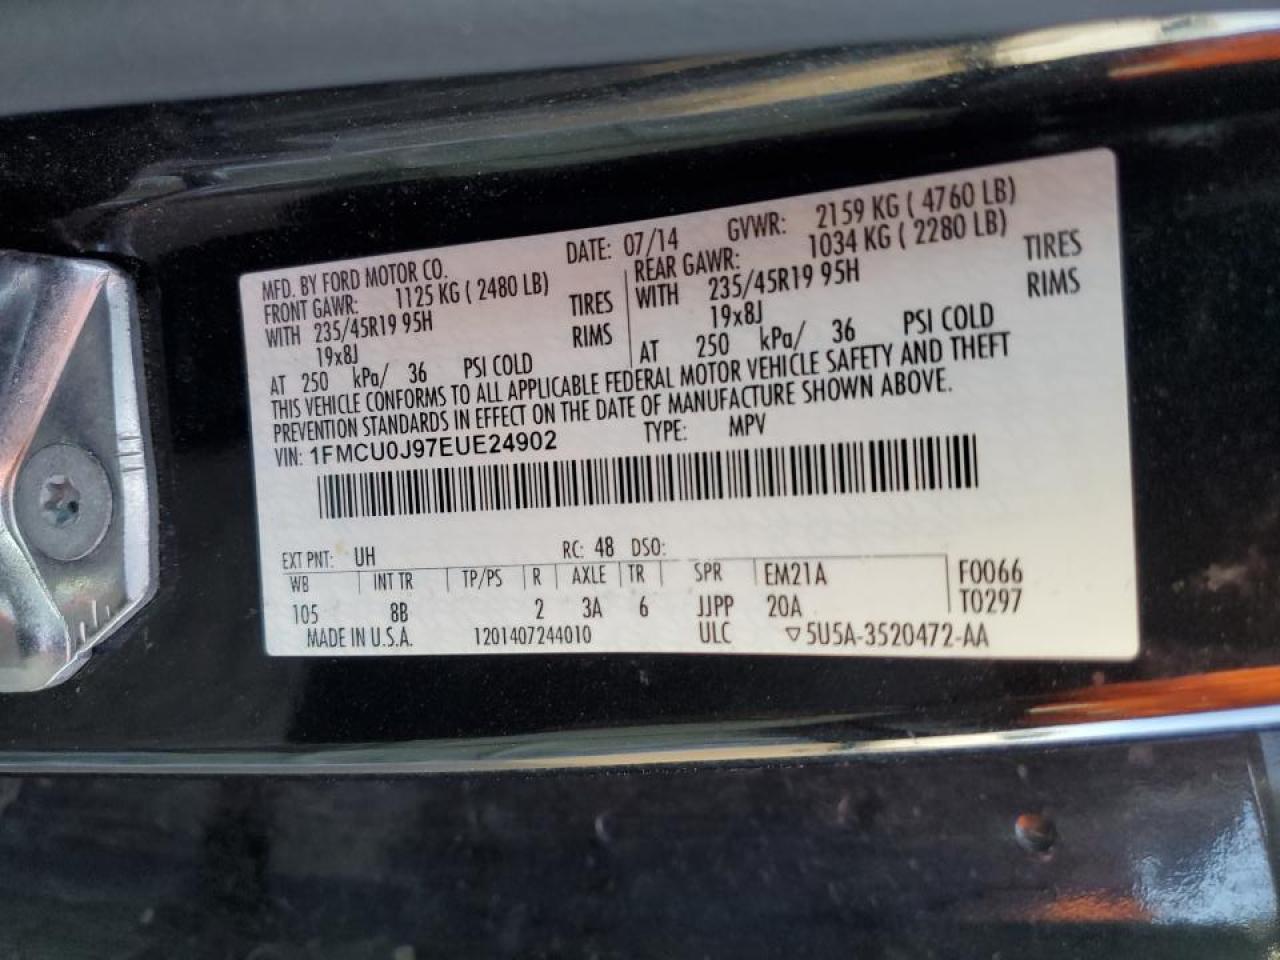 MFD. BY FORD MOTOR CO. DATE: 07/14 GVWR: 2159 KG ( 4760 LB)
FRONT GAWR: 1125 KG ( 2480 LB) REAR GAWR: 1034 KG ( 2280 LB)
WITH 235/45R19 95H TIRES WITH 235/45R19 95H TIRES
19x8J RIMS 19x8J RIMS
AT 250 kPa/ 36 PSI COLD AT 250 kPa/ 36 PSI COLD
THIS VEHICLE CONFORMS TO ALL APPLICABLE FEDERAL MOTOR VEHICLE SAFETY AND THEFT
PREVENTION STANDARDS IN EFFECT ON THE DATE OF MANUFACTURE SHOWN ABOVE.
VIN: 1FMCU0J97EUE24902 TYPE: MPV
EXT PNT: UH RC: 48 DSO:
WB INT TR TP/PS R AXLE TR SPR EM21A F0066
105 8B 2 3A 6 JJPP 20A T0297
MADE IN U.S.A. 1201407244010 ULC ▽5U5A-3520472-AA